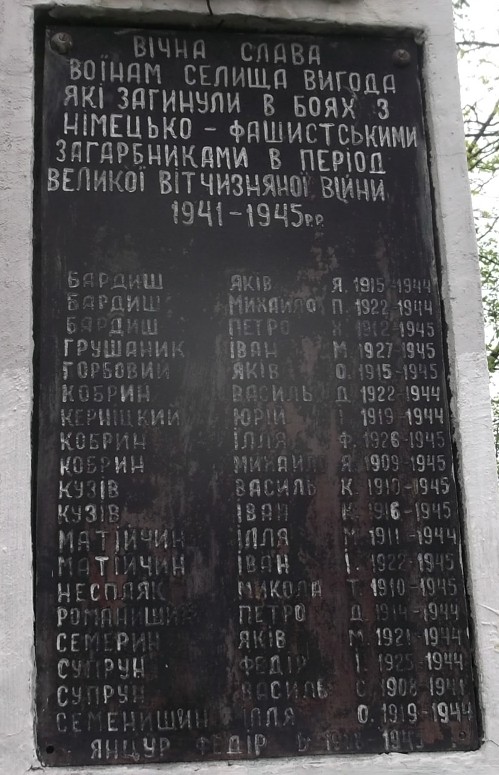 ВІЧНА СЛАВА
ВОЇНАМ СЕЛИЩА ВИГОДА
ЯКІ ЗАГИНУЛИ В БОЯХ З
НІМЕЦЬКО – ФАШИСТСЬКИМИ
ЗАГАРБНИКАМИ В ПЕРІОД
ВЕЛИКОЇ ВІТЧИЗНЯНОЇ ВІЙНИ
1941–1945рр.
БАРДИШ ЯКІВ Я. 1915-1944
БАРДИШ МИХАЙЛО П. 1922-1944
БАРДИШ ПЕТРО Х. 1912-1945
ГРУШАНИК ІВАН М. 1927-1945
ГОРБОВИЙ ЯКІВ О. 1915-1945
КОБРИН ВАСИЛЬ Д. 1922-1944
КЕРНІЦКИЙ ЮРІЙ І. 1919-1944
КОБРИН ІЛЛЯ Ф. 1926-1945
КОБРИН МИХАЙЛО Я. 1909-1945
КУЗІВ ВАСИЛЬ К. 1910-1945
КУЗІВ ІВАН К. 1916-1945
МАТІЙЧИН ІЛЛЯ М. 1911-1944
МАТІЙЧИН ІВАН І. 1922-1945
НЕСПЛЯК МИКОЛА Т. 1910-1945
РОМАНИШИН ПЕТРО Д. 1914-1944
СЕМЕРИН ЯКІВ М. 1921-1944
СУПРУН ФЕДІР І. 1925-1944
СУПРУН ВАСИЛЬ С. 1908-1941
СЕМЕНИШИН ІЛЛЯ О. 1919-1944
ЯНЦУР ФЕДІР